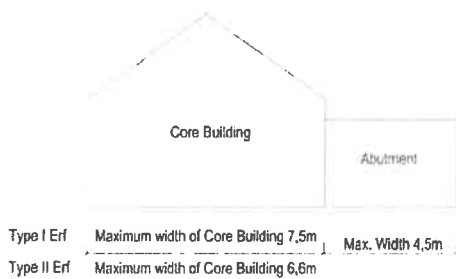 Core Building
Abutment
Type I Erf Maximum width of Core Building 7,5m Max. Width 4,5m
Type II Erf Maximum width of Core Building 6,6m